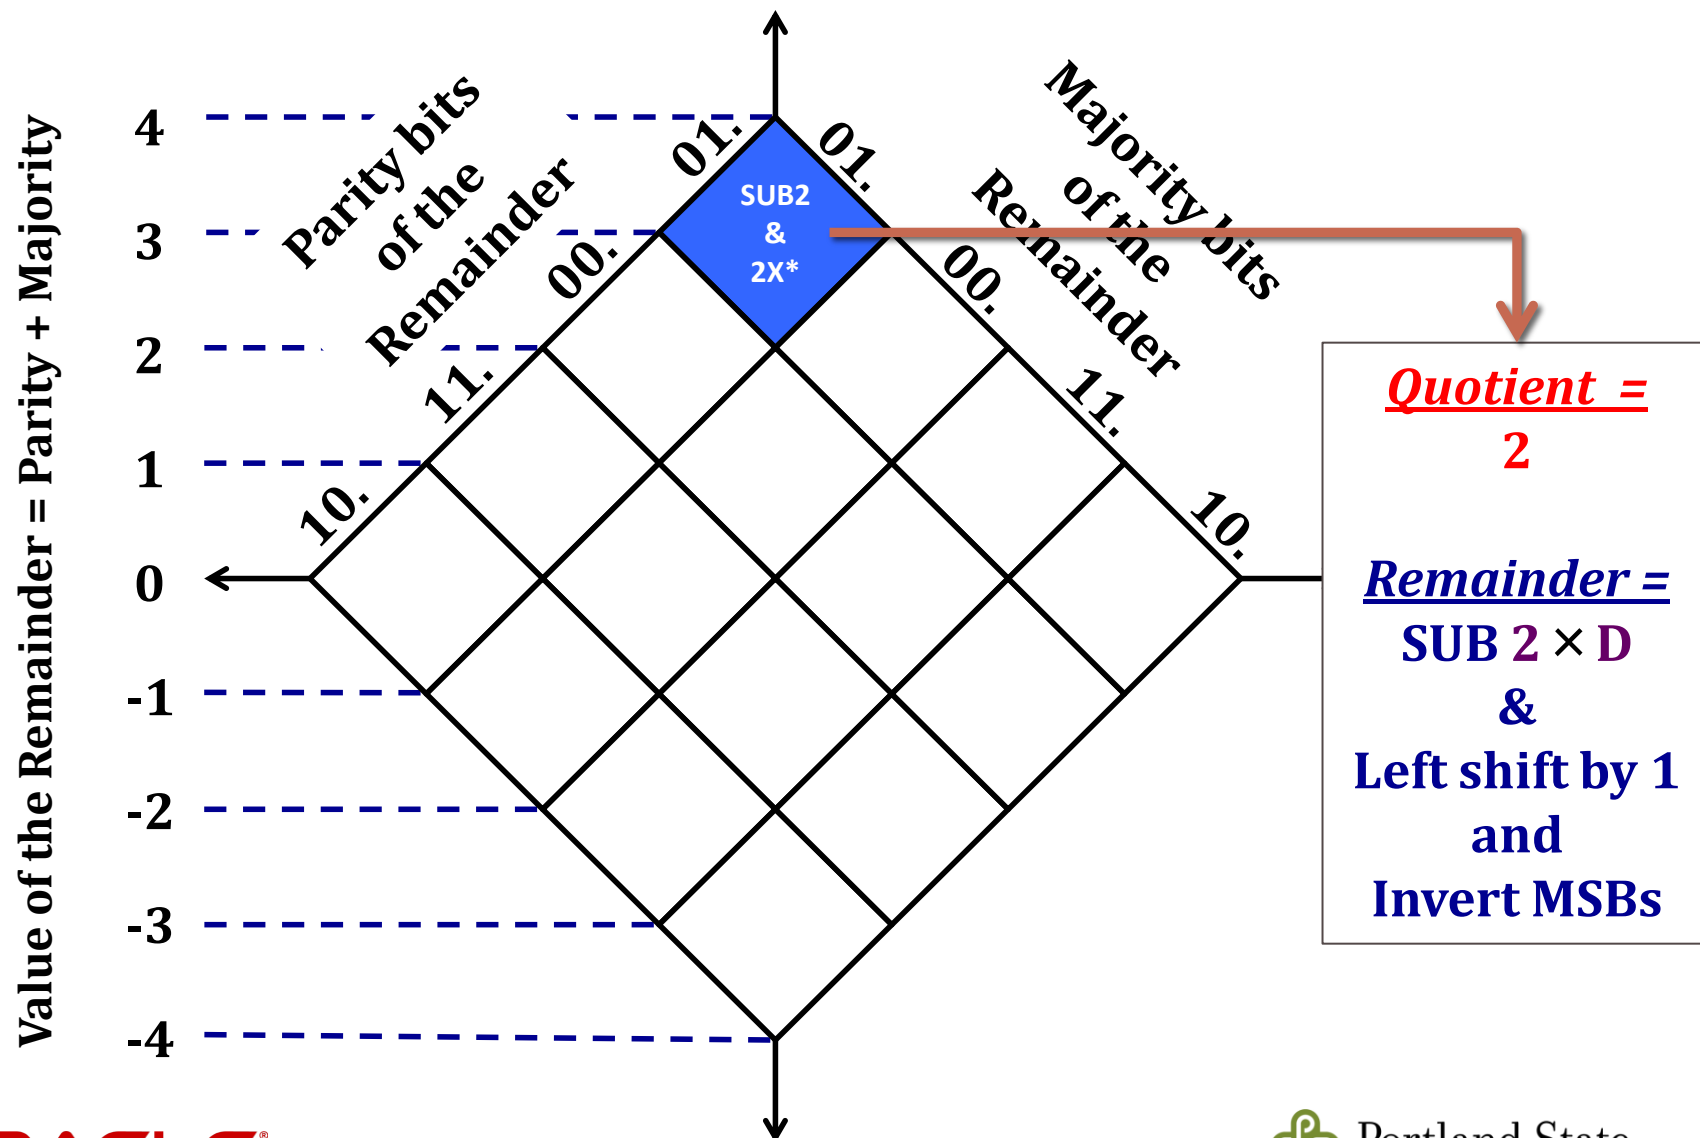 Value of the Remainder = Parity + Majority
4
3
2
1
0
-1
-2
-3
-4
Parity bits
of the
Remainder
01.
00.
11.
10.
Majority bits
of the
Remainder
01.
00.
11.
10.
SUB2
&
2X*
Quotient =
2
Remainder =
SUB 2 × D
&
Left shift by 1
and
Invert MSBs
Portland State